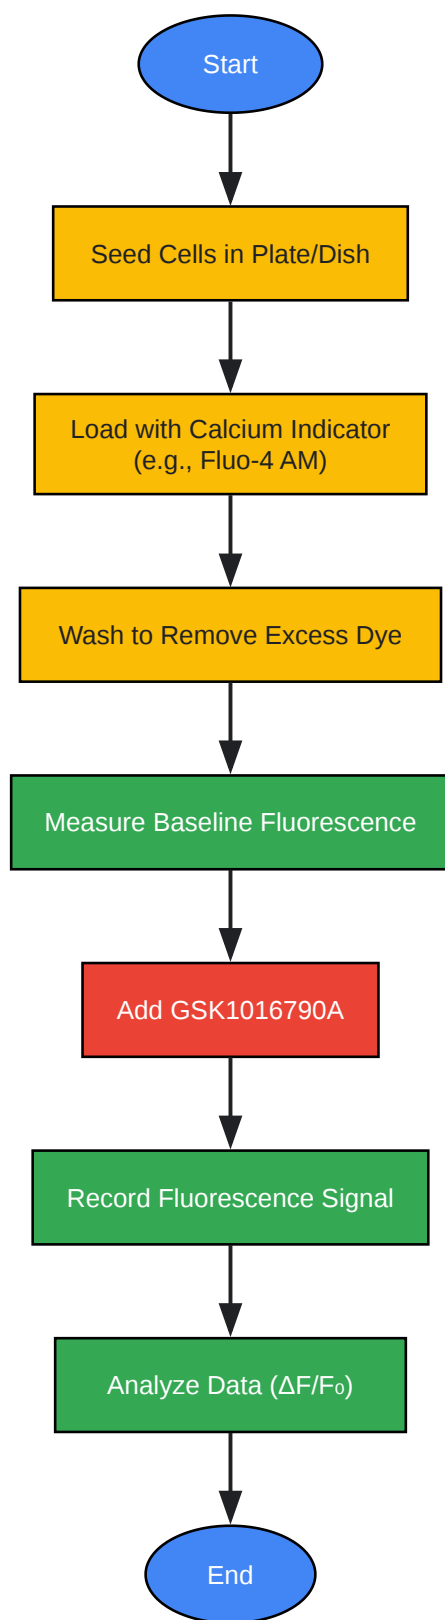 Start
Seed Cells in Plate/Dish
Load with Calcium Indicator
(e.g., Fluo-4 AM)
Wash to Remove Excess Dye
Measure Baseline Fluorescence
Add GSK1016790A
Record Fluorescence Signal
Analyze Data (ΔF/F₀)
End